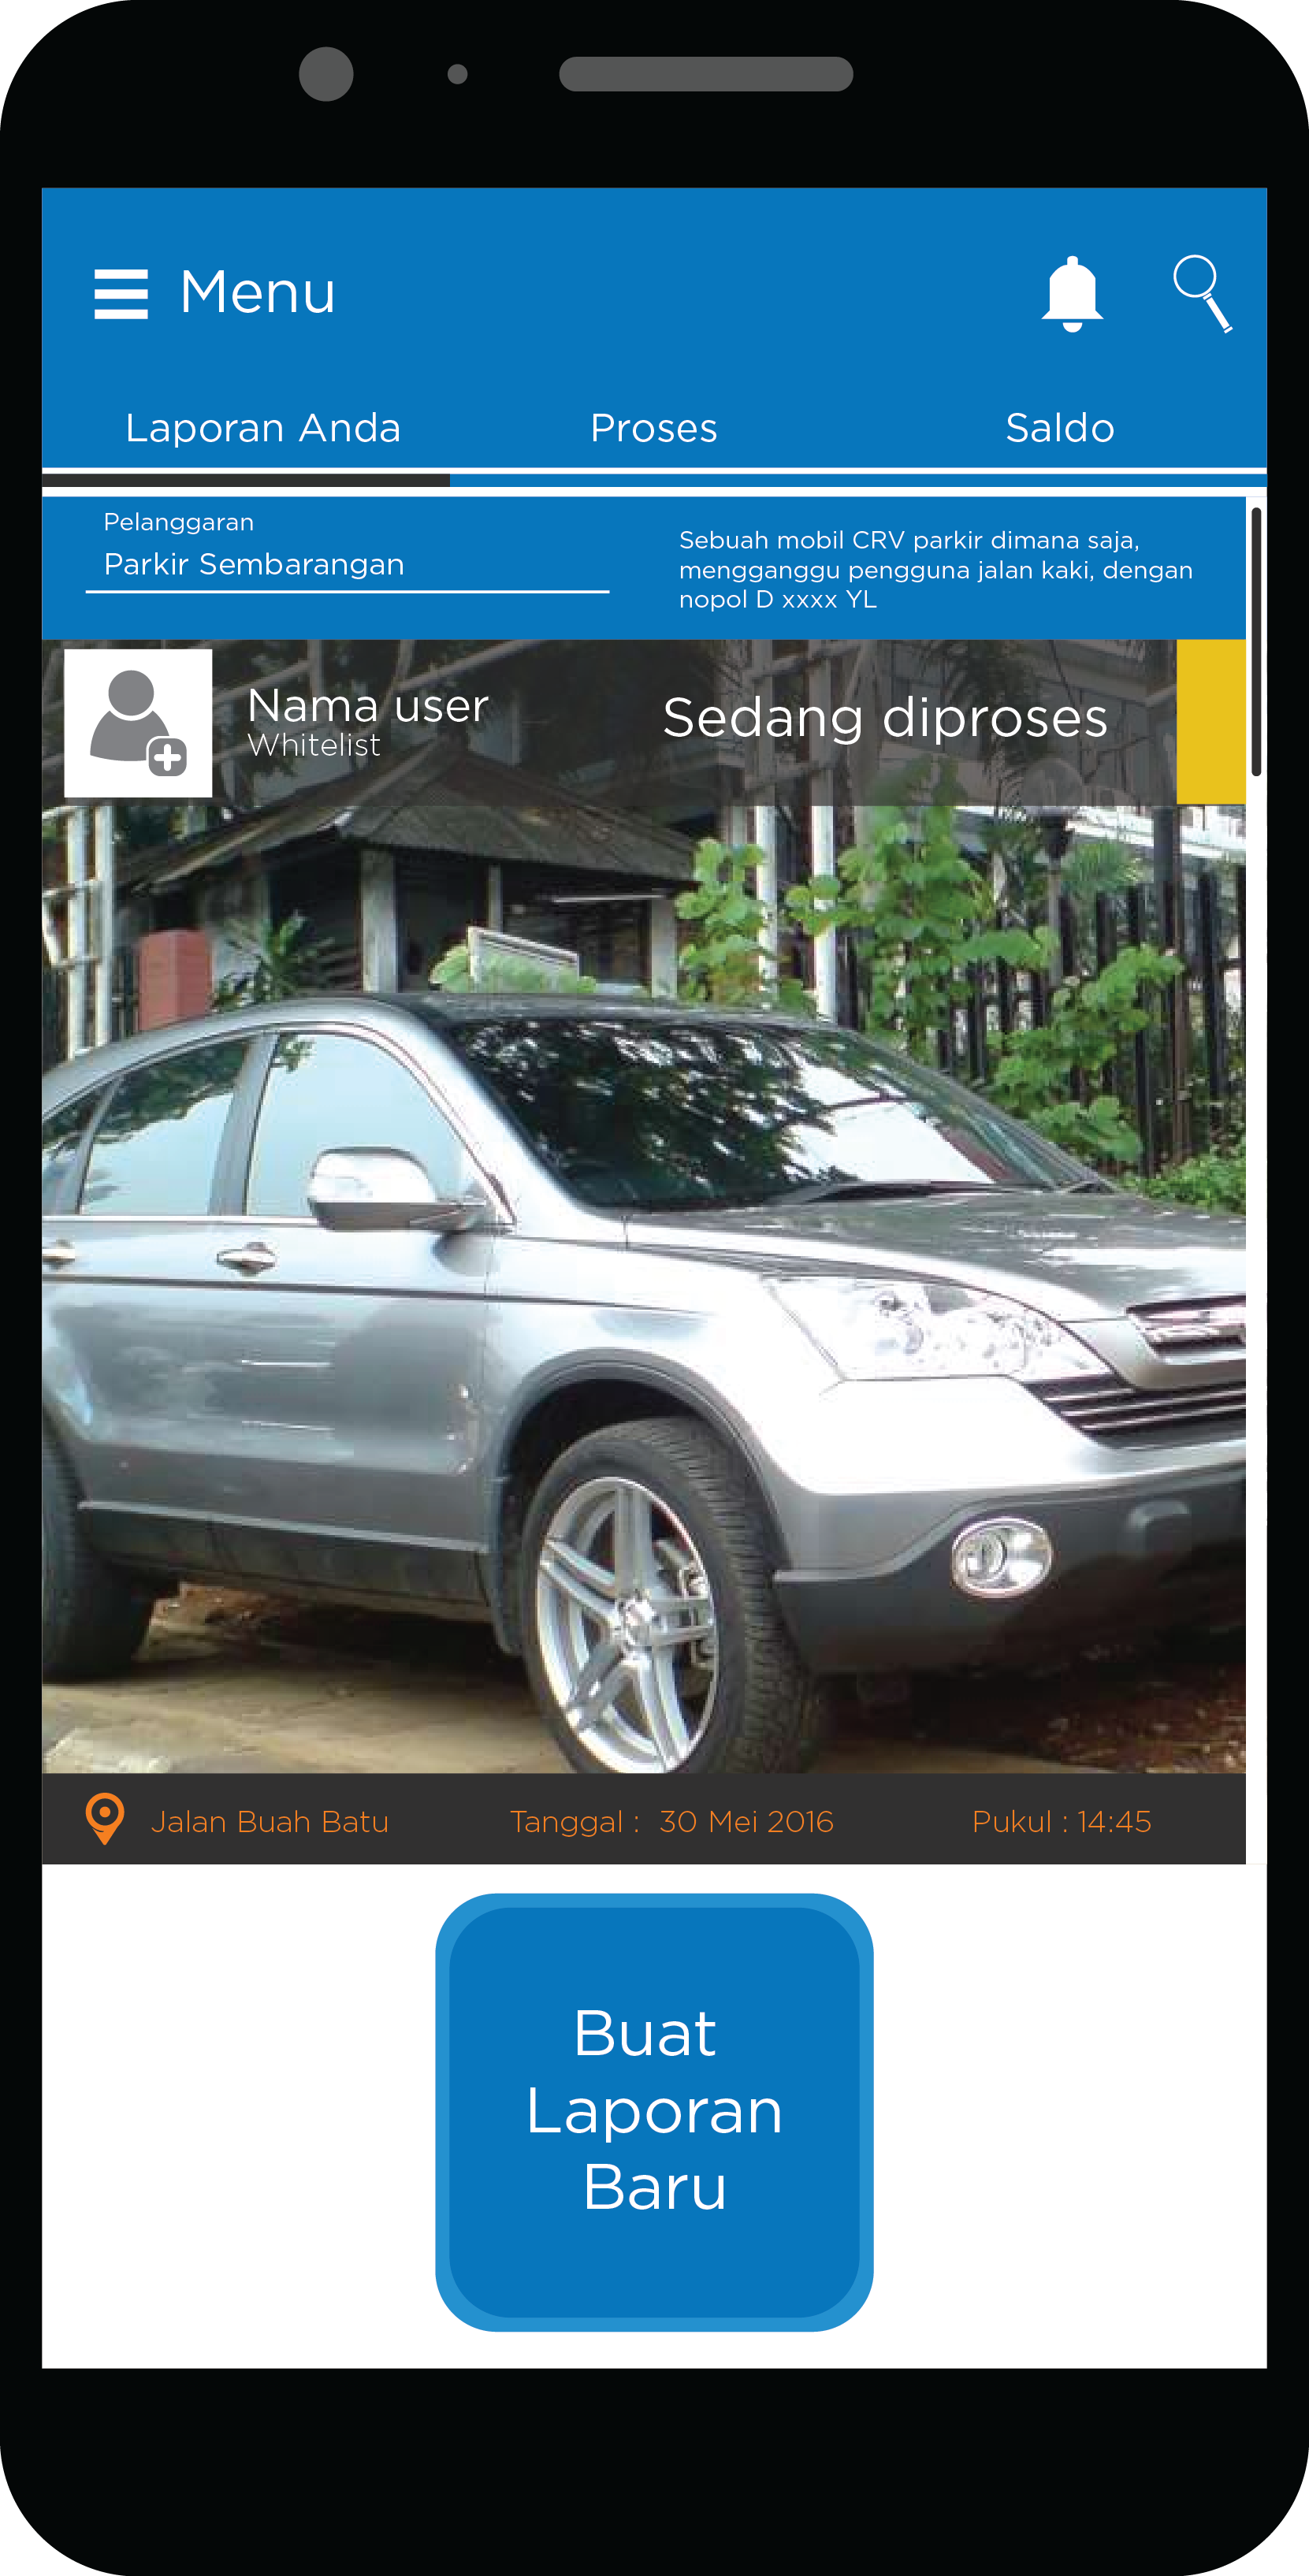 Menu
Laporan Anda
Proses
Saldo
Pelanggaran
Parkir Sembarangan
Sebuah mobil CRV parkir dimana saja,
mengganggu pengguna jalan kaki, dengan
nopol D xxxx YL
Nama user
Whitelist
Sedang diproses
Jalan Buah Batu
Tanggal : 30 Mei 2016
Pukul : 14:45
Buat
Laporan
Baru